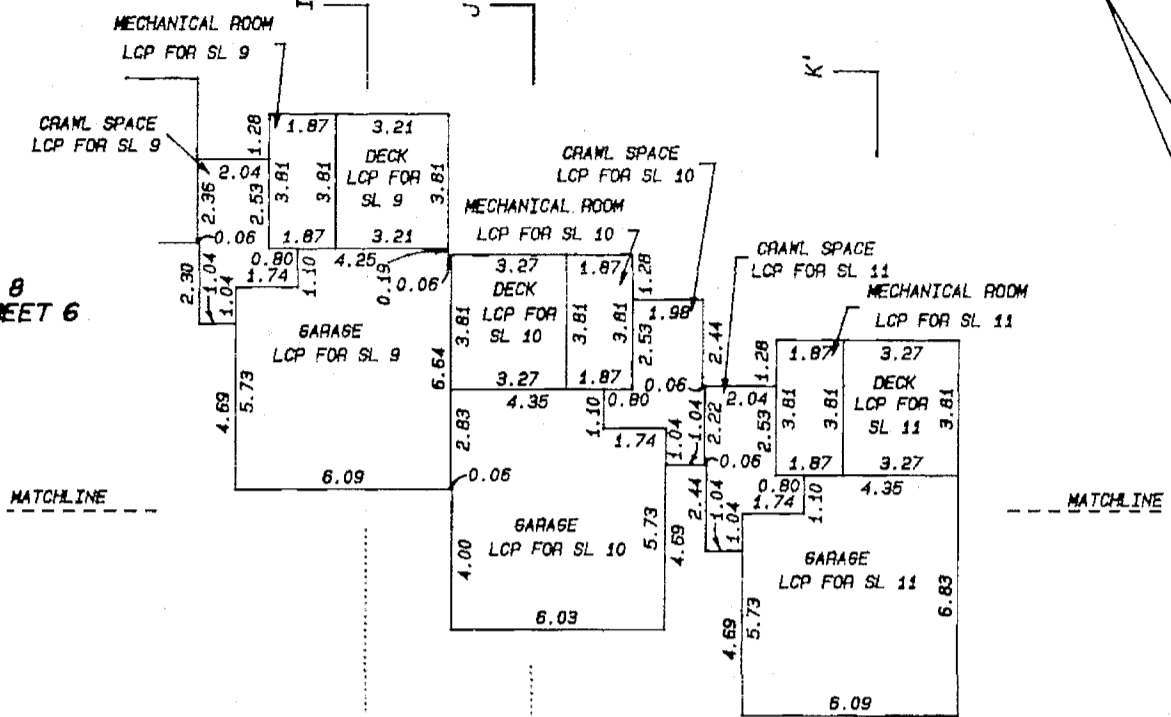 I
J
K'
MECHANICAL ROOM
LCP FOR SL 9
CRAWL SPACE
LCP FOR SL 9
1.28
1.87
3.21
2.04
2.36
2.53
3.81
3.81
DECK
LCP FOR
SL 9
3.81
0.06
1.87
3.21
2.30
1.04
1.04
0.80
1.74
1.10
4.25
0.19
0.06
8
EET 6
GARAGE
LCP FOR SL 9
4.69
5.73
6.64
6.09
CRAWL SPACE
LCP FOR SL 10
MECHANICAL ROOM
LCP FOR SL 10
3.27
1.87
1.28
DECK
LCP FOR
SL 10
3.81
3.81
3.81
1.98
2.53
2.44
3.27
1.87
0.06
4.35
0.80
2.83
1.10
1.74
1.04
1.04
0.06
GARAGE
LCP FOR SL 10
4.00
5.73
4.69
6.03
CRAWL SPACE
LCP FOR SL 11
MECHANICAL ROOM
LCP FOR SL 11
1.28
1.87
3.27
2.04
2.22
2.53
3.81
3.81
DECK
LCP FOR
SL 11
3.81
0.06
1.87
3.27
0.80
4.35
1.74
1.10
2.44
1.04
1.04
GARAGE
LCP FOR SL 11
4.69
5.73
6.83
6.09
MATCHLINE
MATCHLINE